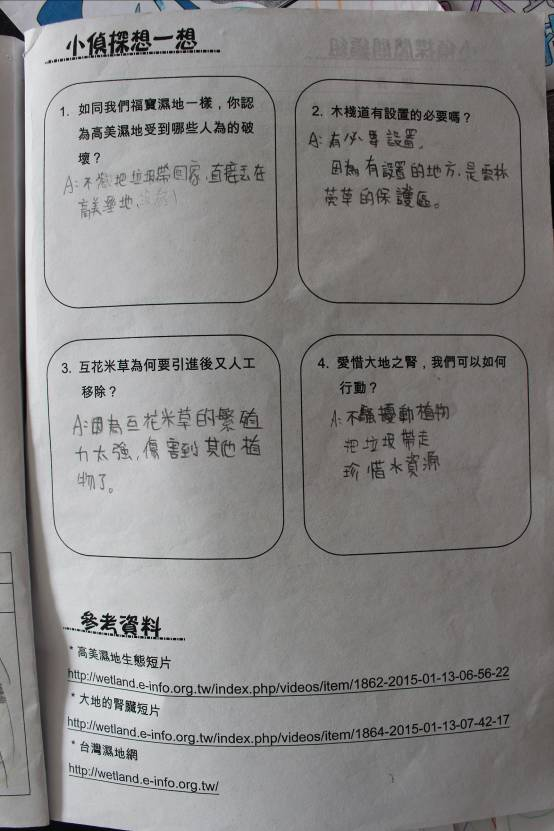 小偵探想一想
1. 如同我們福寶濕地一樣，你認
為高美濕地受到哪些人為的破
壞？
A:不 把垃圾帶回家,直接丟在
高美 地,
2. 木棧道有設置的必要嗎？
A:有必要設置。
因為有設置的地方,是雲林
莞草的保護區。
3. 互花米草為何要引進後又人工
移除？
A:因為互花米草的繁殖
力太強,傷害到其他植
物了。
4. 愛惜大地之腎，我們可以如何
行動？
A:不騷擾動植物
把垃圾帶走
珍惜水資源
參考資料
* 高美濕地生態短片
http://wetland.e-info.org.tw/index.php/videos/item/1862-2015-01-13-06-56-22
* 大地的腎臟短片
http://wetland.e-info.org.tw/index.php/videos/item/1864-2015-01-13-07-42-17
* 台灣濕地網
http://wetland.e-info.org.tw/